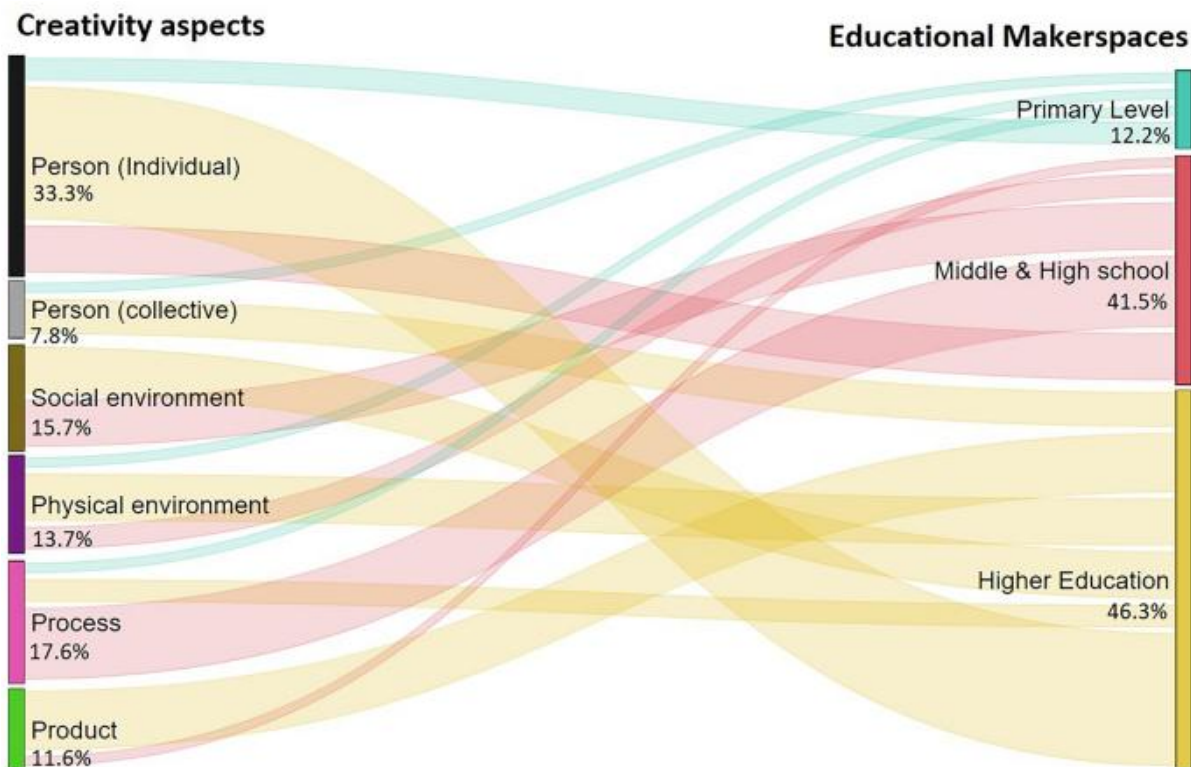 Creativity aspects
Educational Makerspaces
Person (Individual)
33.3%
Person (collective)
7.8%
Social environment
15.7%
Physical environment
13.7%
Process
17.6%
Product
11.6%
Primary Level
12.2%
Middle & High school
41.5%
Higher Education
46.3%